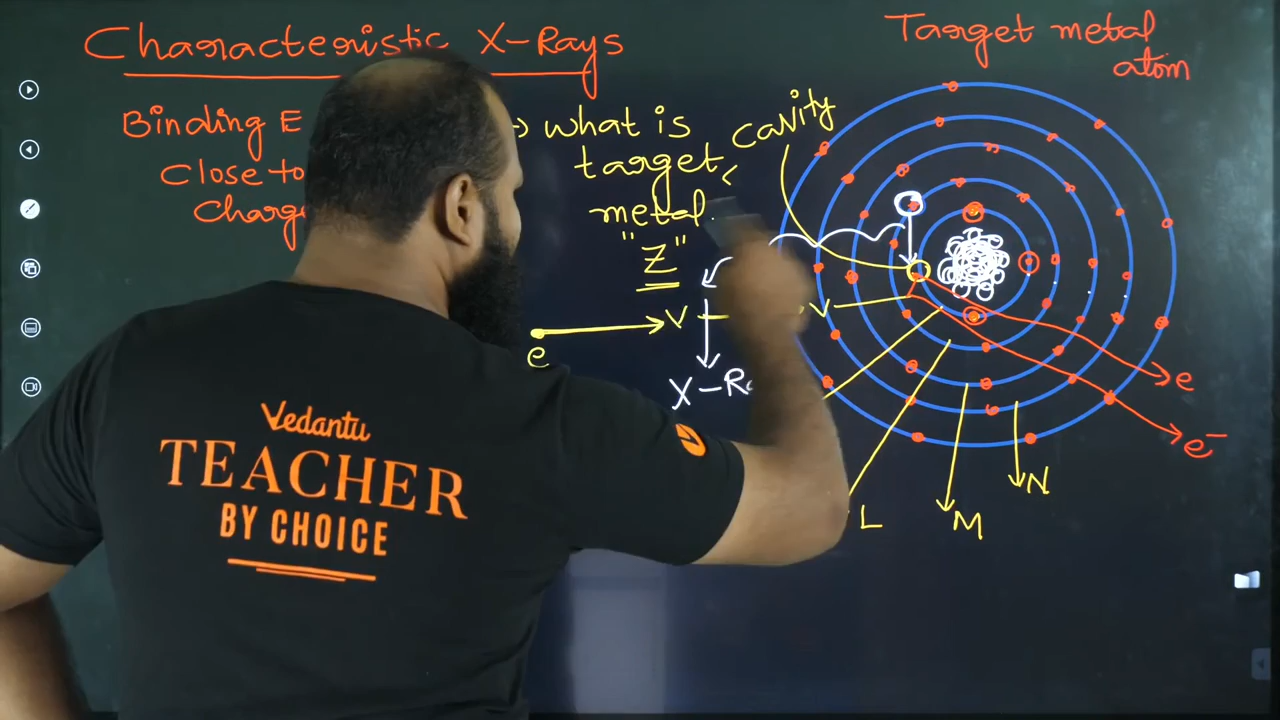 Characteristic X-Rays
Target metal
atom
Binding E
Close to
Charg
→ what is
target
metal
"Z"
cavity
e
V
V
X-Ra
e
e⁻
L
M
N
Vedantu
TEACHER
BY CHOICE